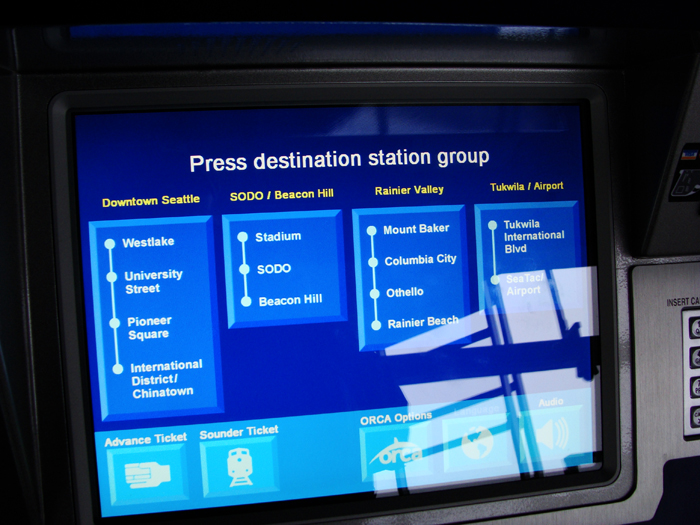 Press destination station group
Downtown Seattle
Westlake
University
Street
Pioneer
Square
International
District/
Chinatown
SODO / Beacon Hill
Stadium
SODO
Beacon Hill
Rainier Valley
Mount Baker
Columbia City
Othello
Rainier Beach
Tukwila / Airport
Tukwila
International
Blvd
SeaTac/
Airport
Advance Ticket
Sounder Ticket
ORCA Options
orca
Audio
INSERT CA